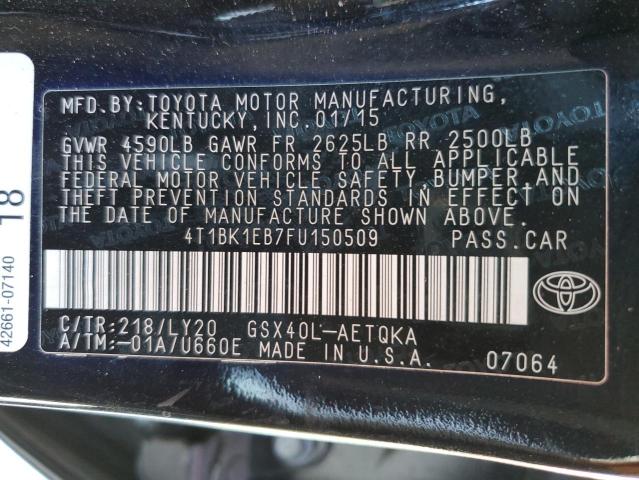 MFD.BY:TOYOTA MOTOR MANUFACTURING,
KENTUCKY, INC.01/15
GVWR 4590LB GAWR FR 2625LB RR 2500LB
THIS VEHICLE CONFORMS TO ALL APPLICABLE
FEDERAL MOTOR VEHICLE SAFETY, BUMPER, AND
THEFT PREVENTION STANDARDS IN EFFECT ON
THE DATE OF MANUFACTURE SHOWN ABOVE.
4T1BK1EB7FU150509 PASS.CAR
C/TR:218/LY20 GSX40L-AETQKA
A/TM:-01A/U660E MADE IN U.S.A. 07064
18
42661-07140